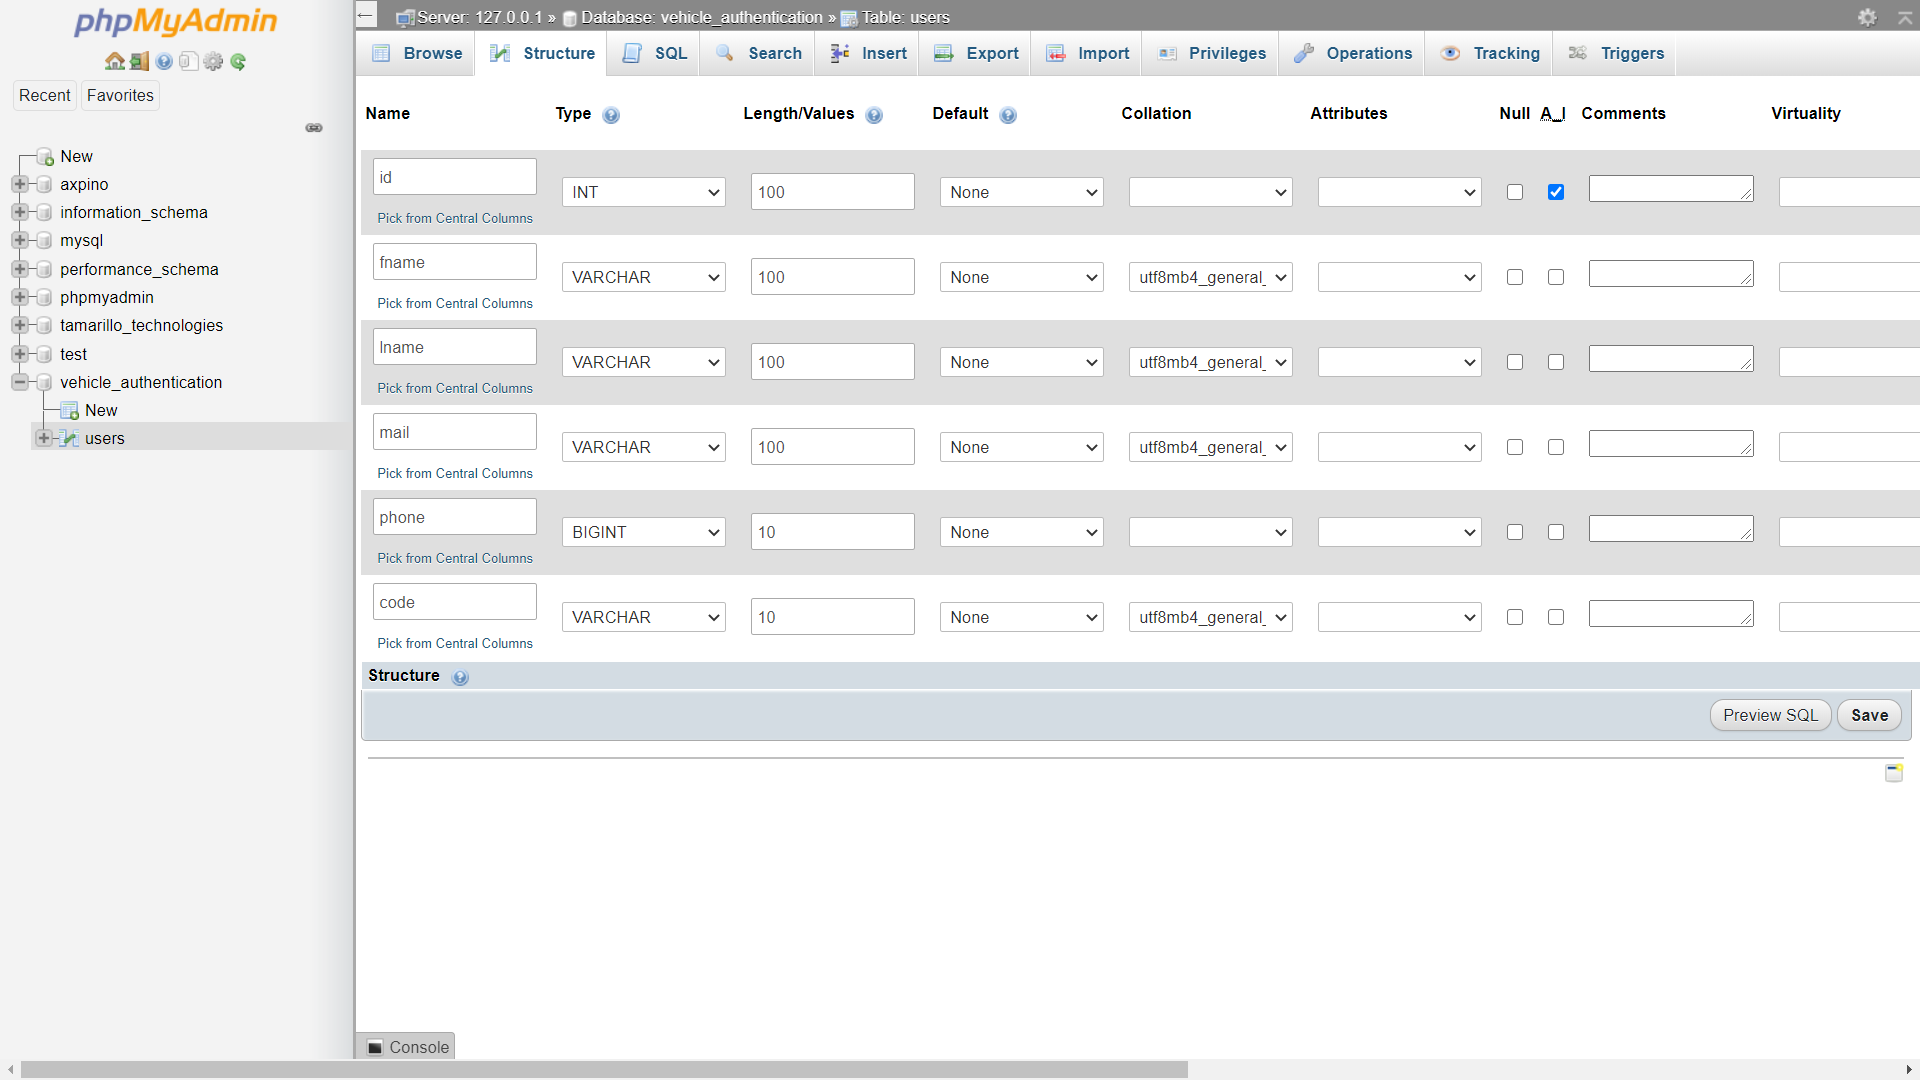 phpMyAdmin
Recent Favorites
New
axpino
information_schema
mysql
performance_schema
phpmyadmin
tamarillo_technologies
test
vehicle_authentication
New
users
Server: 127.0.0.1 » Database: vehicle_authentication » Table: users
Browse Structure SQL Search Insert Export Import Privileges Operations Tracking Triggers
Name Type Length/Values Default Collation Attributes Null A_I Comments Virtuality
id INT 100 None
Pick from Central Columns
fname VARCHAR 100 None utf8mb4_general_
Pick from Central Columns
lname VARCHAR 100 None utf8mb4_general_
Pick from Central Columns
mail VARCHAR 100 None utf8mb4_general_
Pick from Central Columns
phone BIGINT 10 None
Pick from Central Columns
code VARCHAR 10 None utf8mb4_general_
Pick from Central Columns
Structure
Preview SQL Save
Console